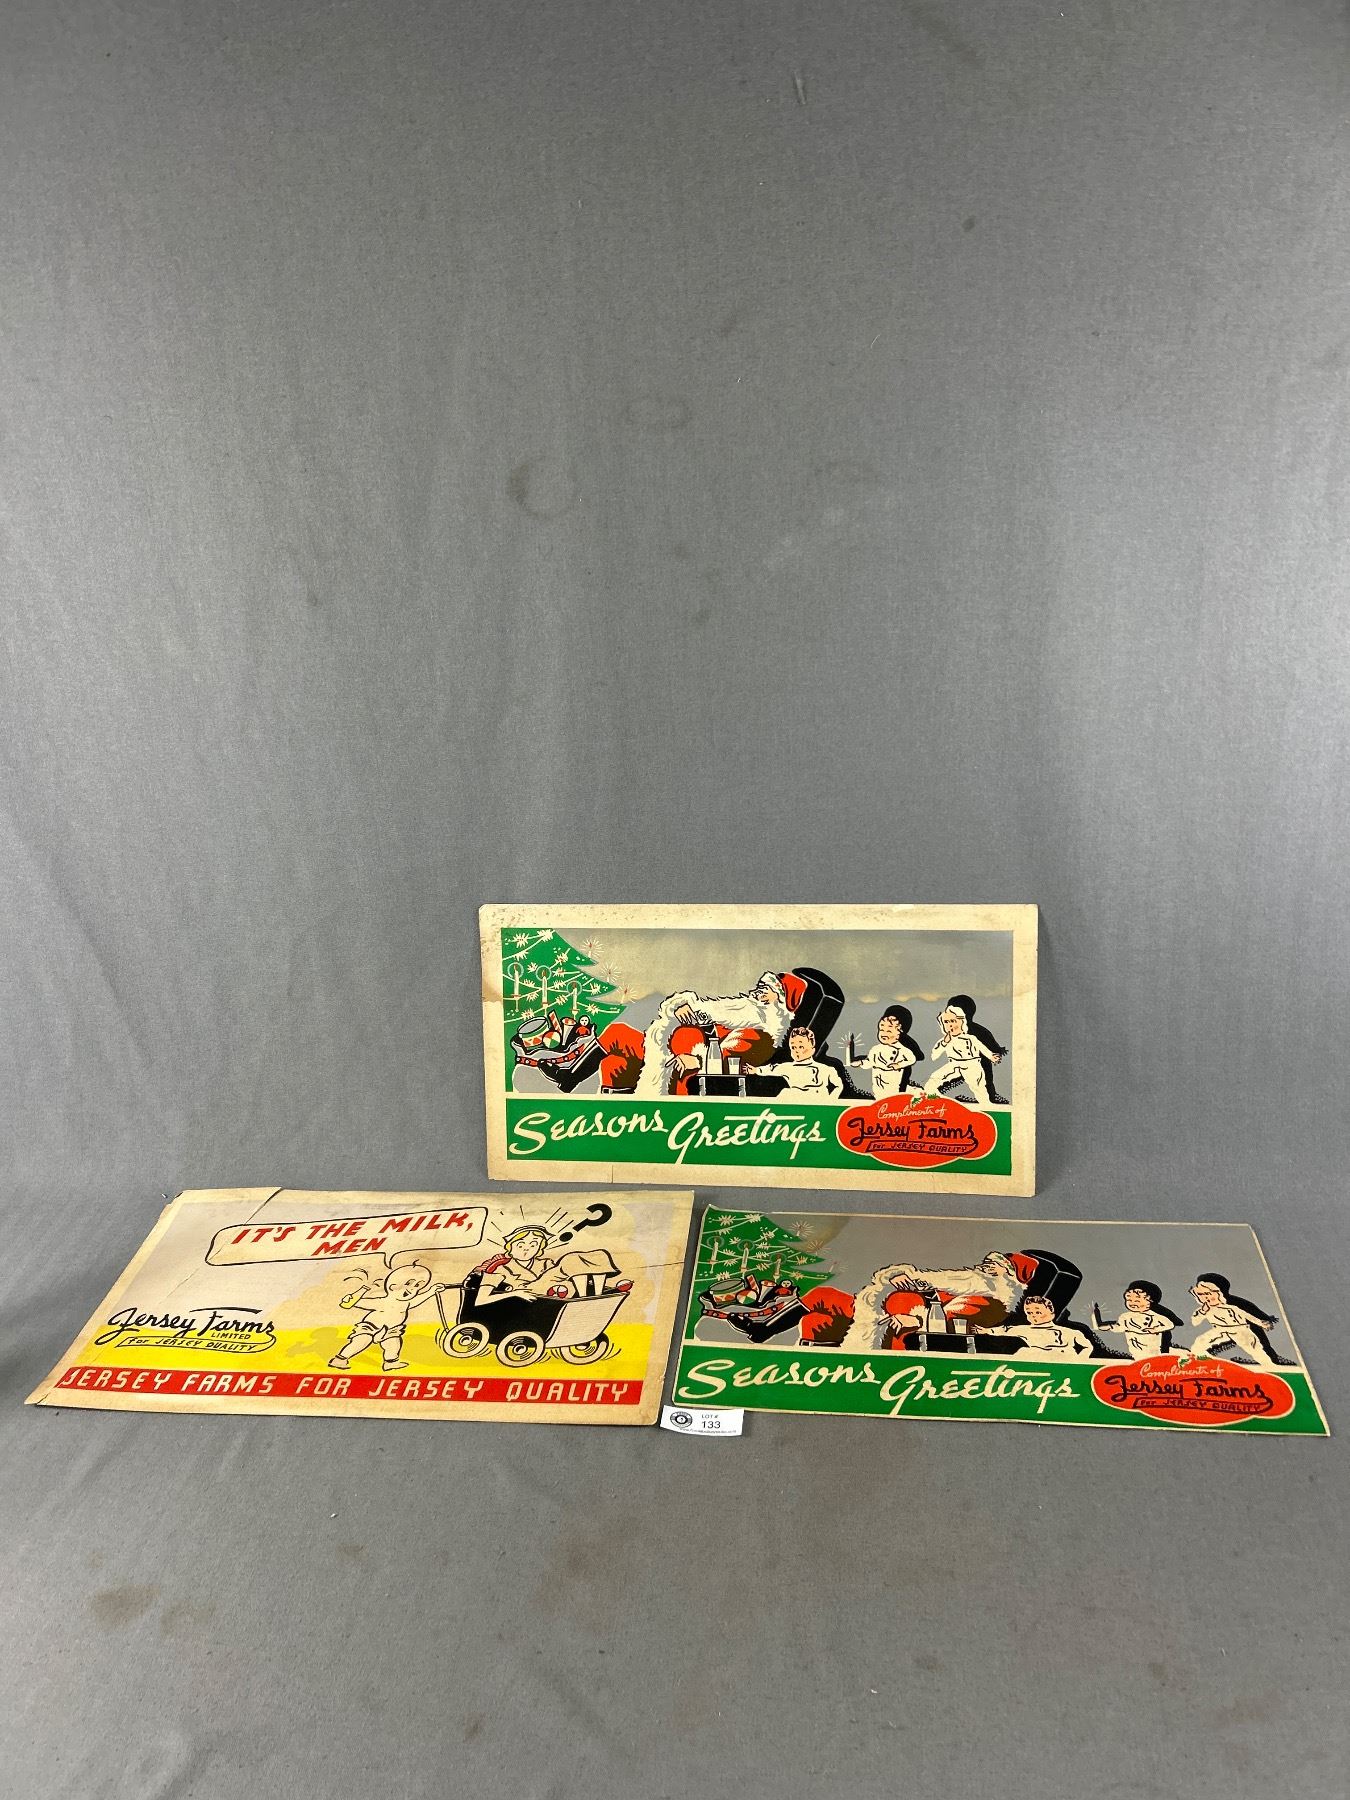 Seasons Greetings
Compliments of
Jersey Farms
FOR JERSEY QUALITY
IT'S THE MILK,
MEN
?
Jersey Farms
LIMITED
for JERSEY QUALITY
JERSEY FARMS FOR JERSEY QUALITY
LOT #
133
Seasons Greetings
Compliments of
Jersey Farms
FOR JERSEY QUALITY